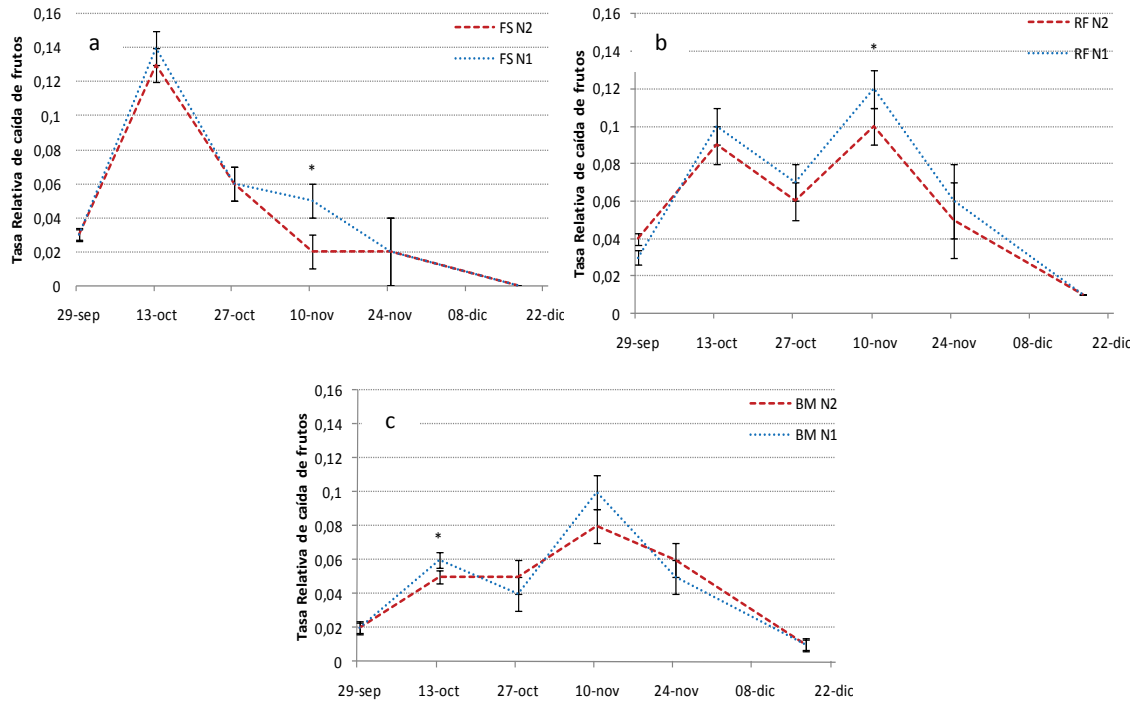 a
FS N2
FS N1
Tasa Relativa de caída de frutos
0,16
0,14
0,12
0,1
0,08
0,06
0,04
0,02
0
*
29-sep 13-oct 27-oct 10-nov 24-nov 08-dic 22-dic
b
RF N2
RF N1
Tasa Relativa de caída de frutos
0,16
0,14
0,12
0,1
0,08
0,06
0,04
0,02
0
*
29-sep 13-oct 27-oct 10-nov 24-nov 08-dic 22-dic
c
BM N2
BM N1
Tasa Relativa de caída de frutos
0,16
0,14
0,12
0,1
0,08
0,06
0,04
0,02
0
*
29-sep 13-oct 27-oct 10-nov 24-nov 08-dic 22-dic